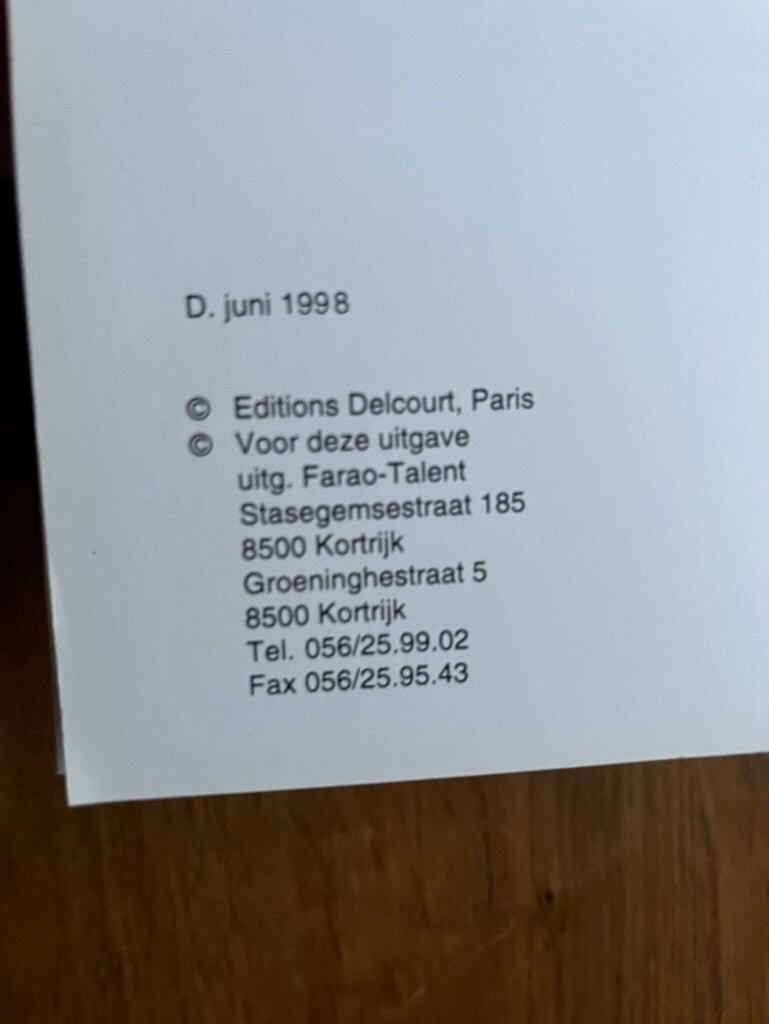 D. juni 1998
© Editions Delcourt, Paris
© Voor deze uitgave
uitg. Farao-Talent
Stasegemsestraat 185
8500 Kortrijk
Groeninghestraat 5
8500 Kortrijk
Tel. 056/25.99.02
Fax 056/25.95.43